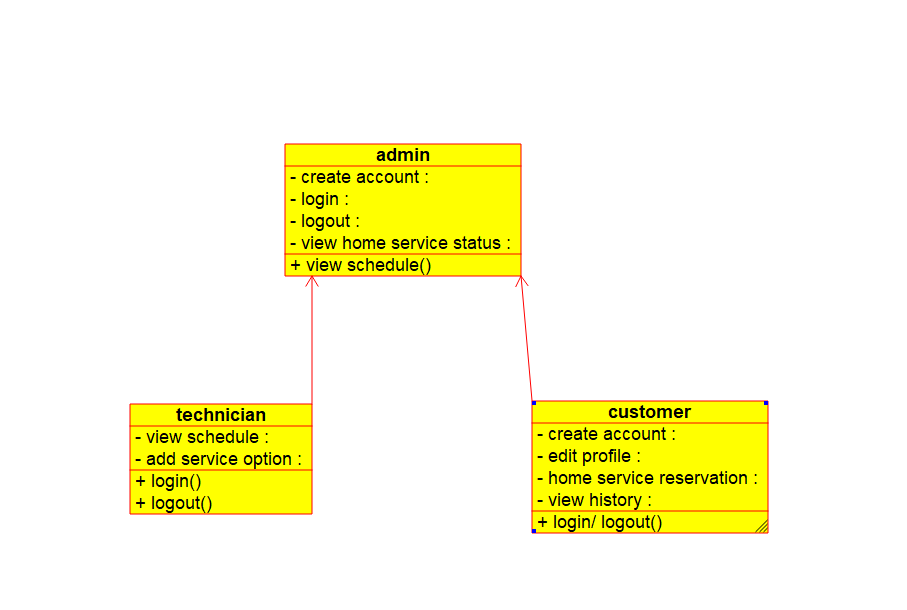 admin
- create account :
- login :
- logout :
- view home service status :
+ view schedule()
technician
- view schedule :
- add service option :
+ login()
+ logout()
customer
- create account :
- edit profile :
- home service reservation :
- view history :
+ login/ logout()